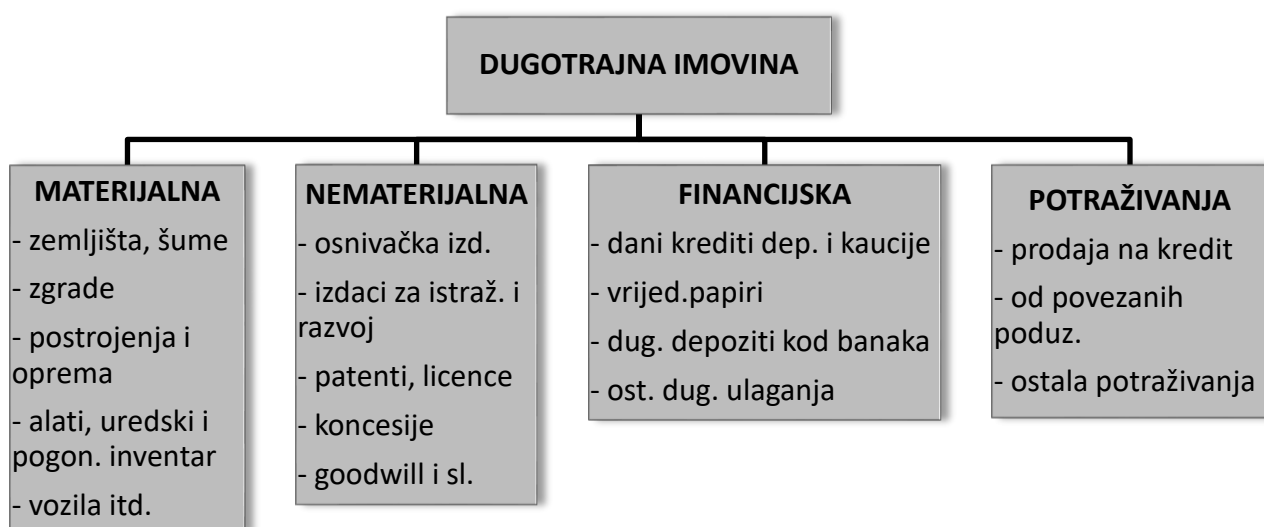 DUGOTRAJNA IMOVINA
MATERIJALNA
- zemljišta, šume
- zgrade
- postrojenja i
oprema
- alati, uredski i
pogon. inventar
- vozila itd.
NEMATERIJALNA
- osnivačka izd.
- izdaci za istraž. i
razvoj
- patenti, licence
- koncesije
- goodwill i sl.
FINANCIJSKA
- dani krediti dep. i kaucije
- vrijed.papiri
- dug. depoziti kod banaka
- ost. dug. ulaganja
POTRAŽIVANJA
- prodaja na kredit
- od povezanih
poduz.
- ostala potraživanja